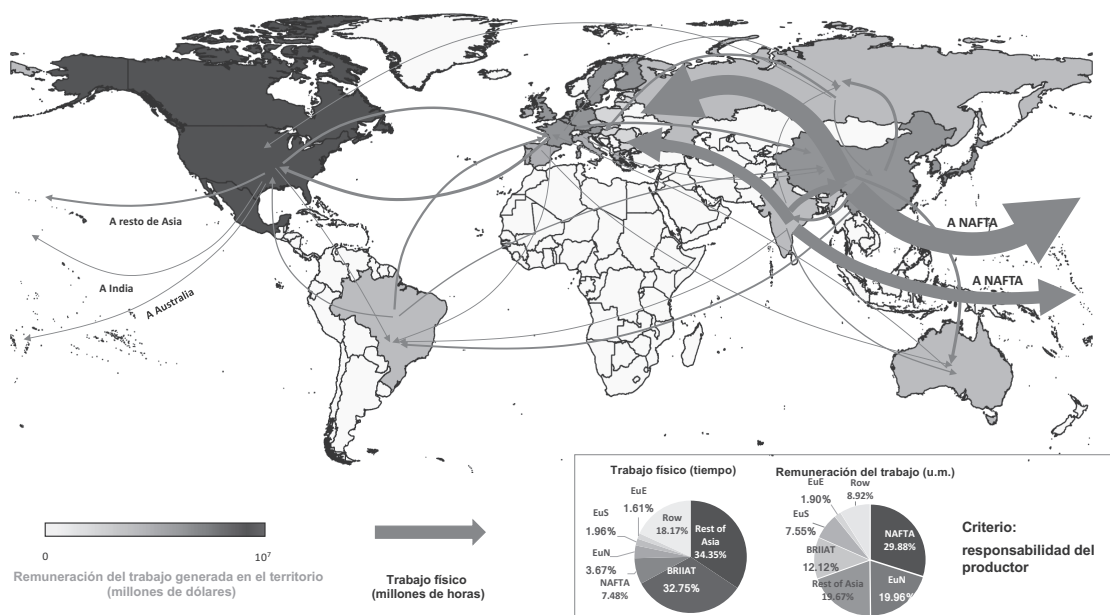 A resto de Asia
A India
A Australia
A NAFTA
A NAFTA
0
10⁷
Remuneración del trabajo generada en el territorio
(millones de dólares)
Trabajo físico
(millones de horas)
Trabajo físico (tiempo)
EuE
1.61%
EuS
1.96%
EuN
3.67%
NAFTA
7.48%
Row
18.17%
Rest of
Asia
34.35%
BRIIAT
32.75%
Remuneración del trabajo (u.m.)
EuE
1.90%
Row
8.92%
EuS
7.55%
BRIIAT
12.12%
Rest of Asia
19.67%
NAFTA
29.88%
EuN
19.96%
Criterio:
responsabilidad del
productor